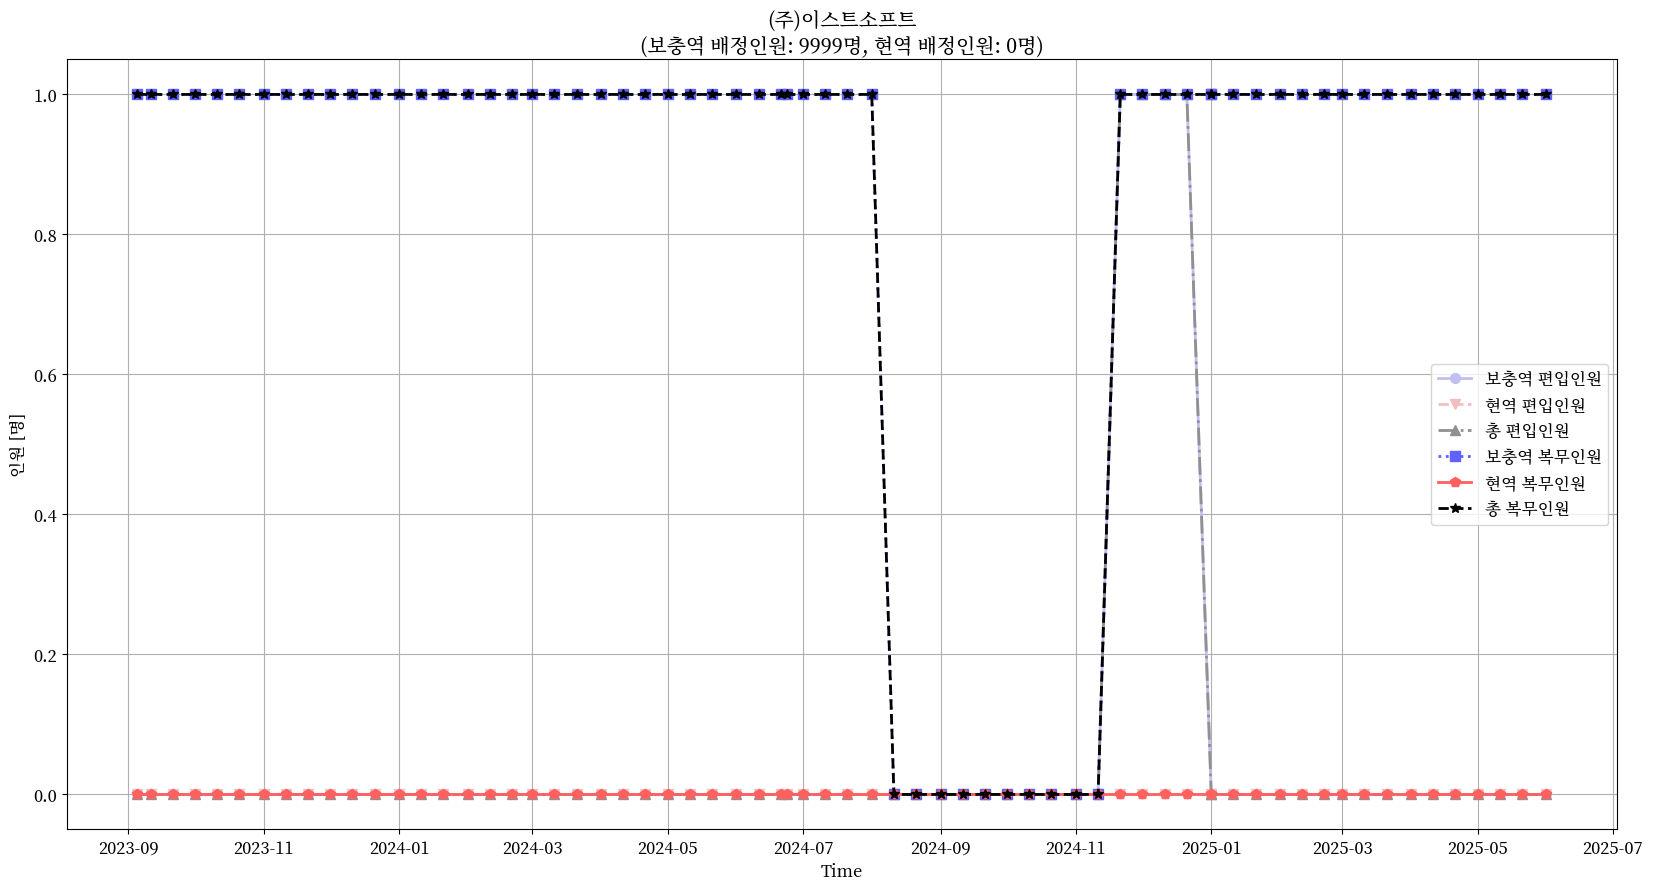 (주)이스트소프트
(보충역 배정인원: 9999명, 현역 배정인원: 0명)
1.0
0.8
0.6
0.4
0.2
0.0
인원 [명]
보충역 편입인원
현역 편입인원
총 편입인원
보충역 복무인원
현역 복무인원
총 복무인원
2023-09
2023-11
2024-01
2024-03
2024-05
2024-07
2024-09
2024-11
2025-01
2025-03
2025-05
2025-07
Time